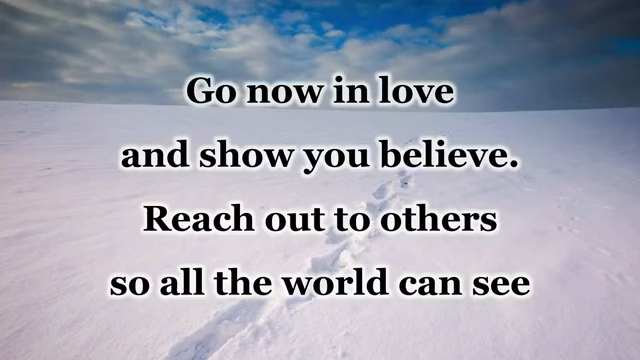 Go now in love
and show you believe.
Reach out to others
so all the world can see